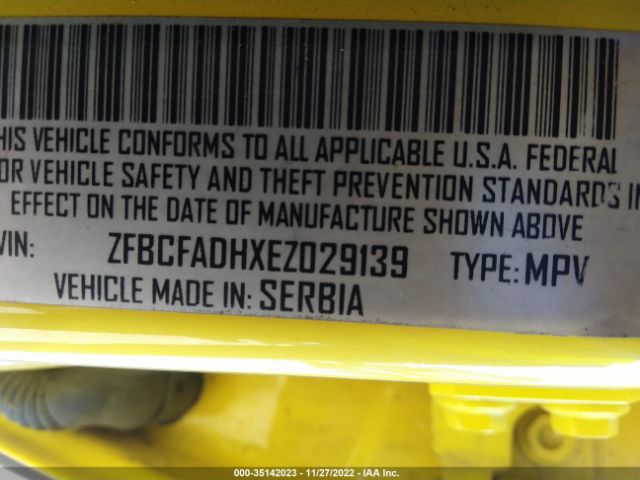 HIS VEHICLE CONFORMS TO ALL APPLICABLE U.S.A. FEDERAL
OR VEHICLE SAFETY AND THEFT PREVENTION STANDARDS IN
EFFECT ON THE DATE OF MANUFACTURE SHOWN ABOVE
VIN: ZFBCFADHXEZ029139 TYPE: MPV
VEHICLE MADE IN: SERBIA
000-35142023 - 11/27/2022 - IAA Inc.